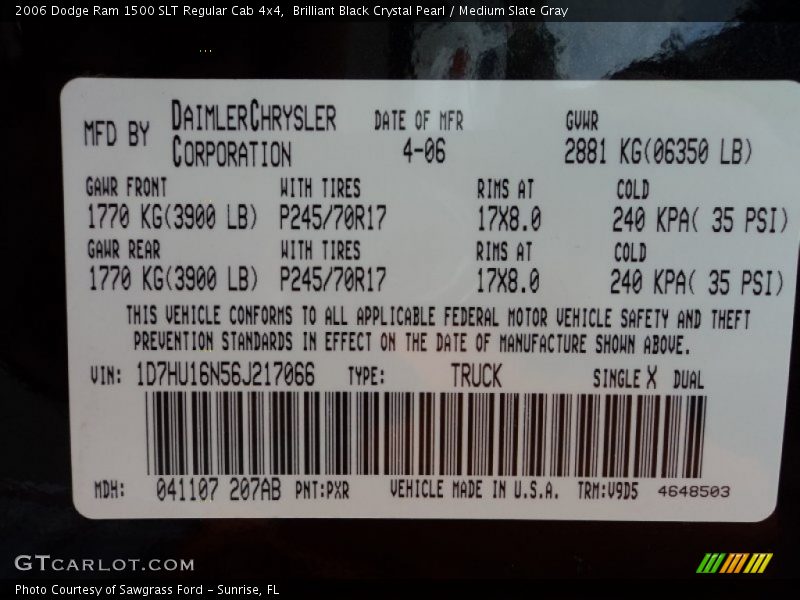 2006 Dodge Ram 1500 SLT Regular Cab 4x4,  Brilliant Black Crystal Pearl / Medium Slate Gray
MFD BY DAIMLERCHRYSLER CORPORATION DATE OF MFR 4-06 GVWR 2881 KG(06350 LB)
GAWR FRONT WITH TIRES RIMS AT COLD
1770 KG(3900 LB) P245/70R17 17X8.0 240 KPA( 35 PSI)
GAWR REAR WITH TIRES RIMS AT COLD
1770 KG(3900 LB) P245/70R17 17X8.0 240 KPA( 35 PSI)
THIS VEHICLE CONFORMS TO ALL APPLICABLE FEDERAL MOTOR VEHICLE SAFETY AND THEFT
PREVENTION STANDARDS IN EFFECT ON THE DATE OF MANUFACTURE SHOWN ABOVE.
VIN: 1D7HU16N56J217066 TYPE: TRUCK SINGLE X DUAL
MDH: 041107 207AB PNT:PXR VEHICLE MADE IN U.S.A. TRM:V9D5 4648503
GTCARLOT.COM
Photo Courtesy of Sawgrass Ford - Sunrise, FL